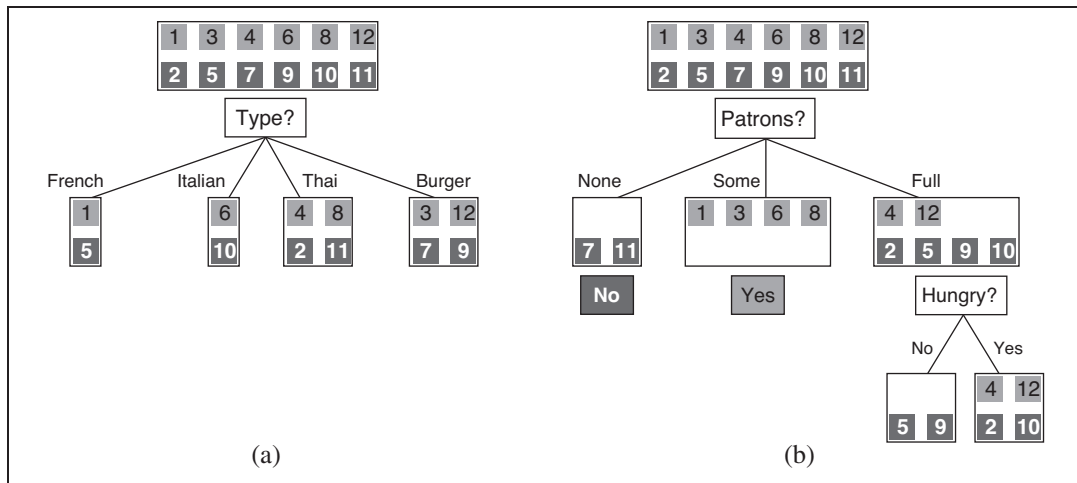 1 3 4 6 8 12
2 5 7 9 10 11
Type?
French Italian Thai Burger
1 6 4 8 3 12
5 10 2 11 7 9
(a)
1 3 4 6 8 12
2 5 7 9 10 11
Patrons?
None Some Full
1 3 6 8 4 12
7 11 2 5 9 10
No Yes Hungry?
No Yes
4 12
5 9 2 10
(b)